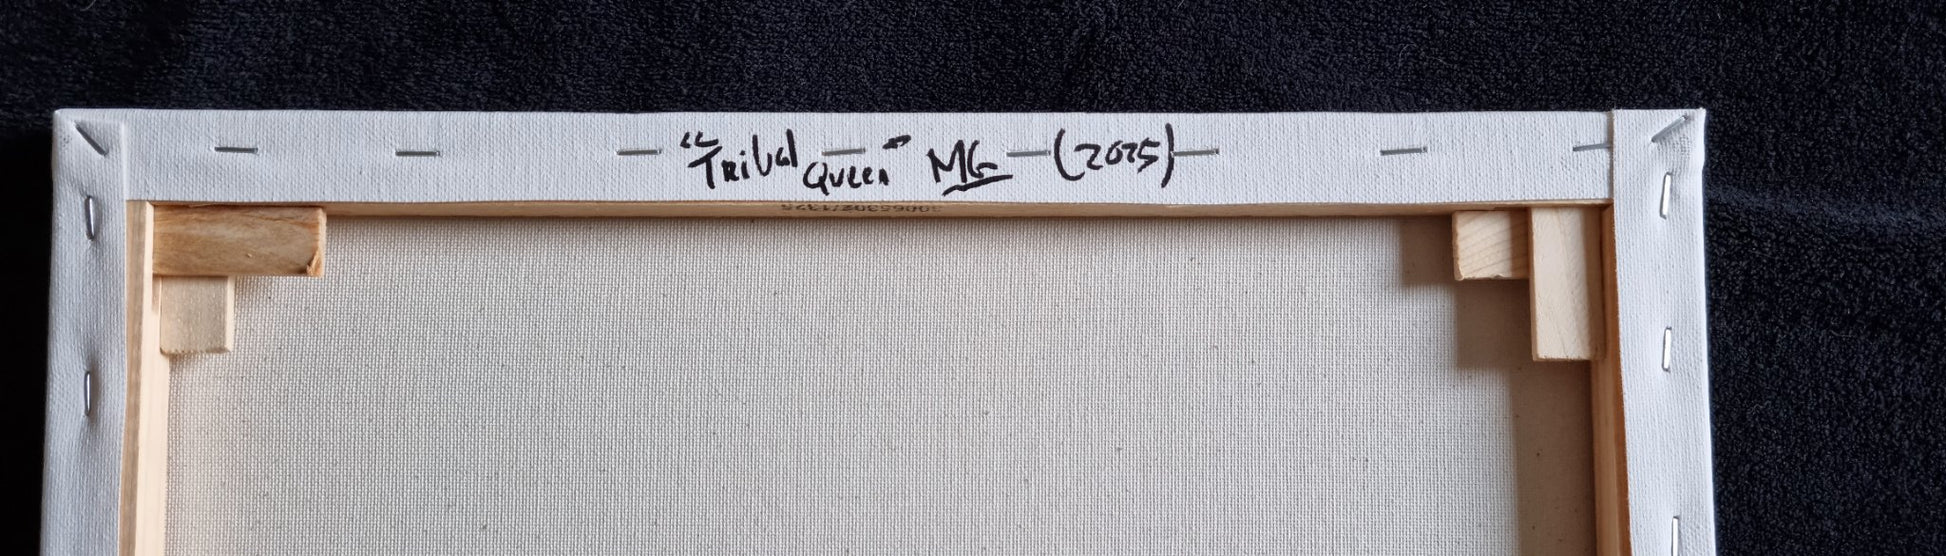 "Tribal Queen" MG (2025)